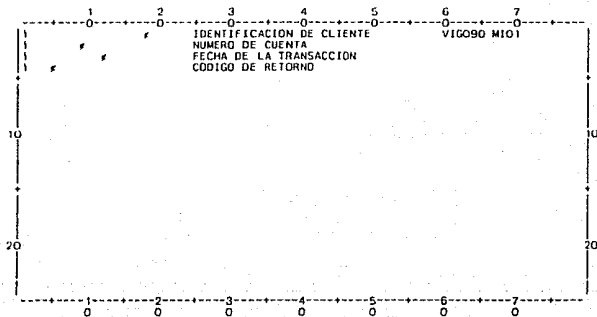 1 2 3 4 5 6 7
---------0----+----0----+----0----+----0----+----0----+----0----+----0----+----
IDENTIFICACION DE CLIENTE VIGO90 MI01
NUMERO DE CUENTA
FECHA DE LA TRANSACCION
CODIGO DE RETORNO
10 10
20 20
1 2 3 4 5 6 7
0 0 0 0 0 0 0